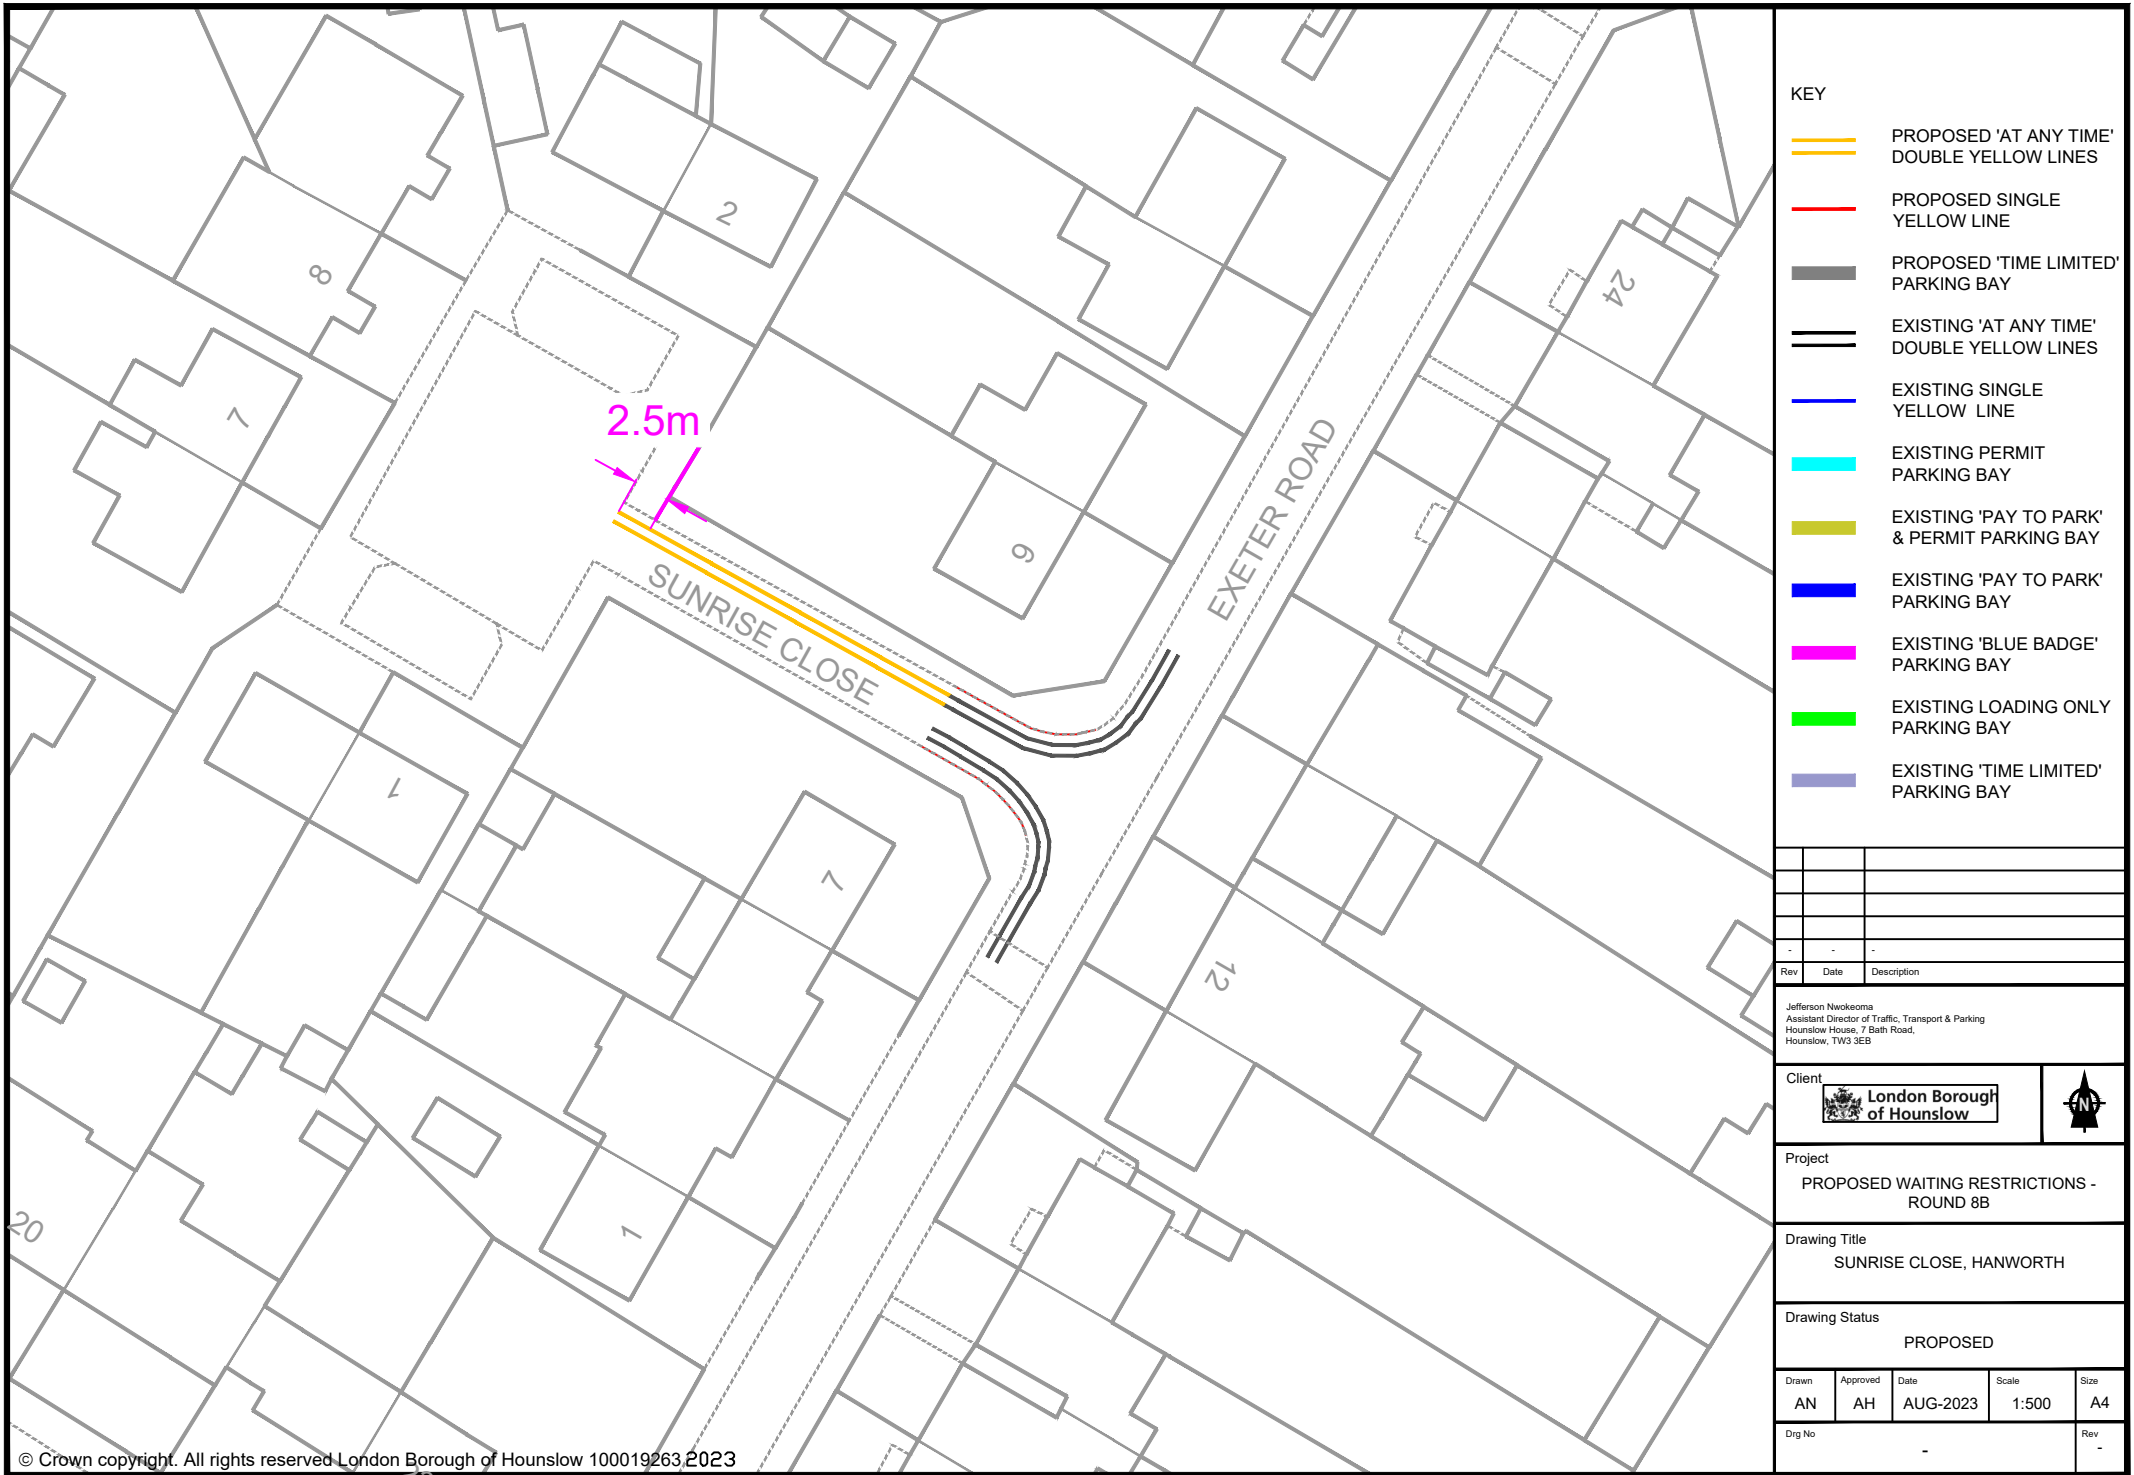 2
8
24
7
2.5m
9
EXETER ROAD
SUNRISE CLOSE
1
7
12
20
1
© Crown copyright. All rights reserved London Borough of Hounslow 100019263 2023
KEY
PROPOSED 'AT ANY TIME'
DOUBLE YELLOW LINES
PROPOSED SINGLE
YELLOW LINE
PROPOSED 'TIME LIMITED'
PARKING BAY
EXISTING 'AT ANY TIME'
DOUBLE YELLOW LINES
EXISTING SINGLE
YELLOW LINE
EXISTING PERMIT
PARKING BAY
EXISTING 'PAY TO PARK'
& PERMIT PARKING BAY
EXISTING 'PAY TO PARK'
PARKING BAY
EXISTING 'BLUE BADGE'
PARKING BAY
EXISTING LOADING ONLY
PARKING BAY
EXISTING 'TIME LIMITED'
PARKING BAY
- - -
Rev Date Description
Jefferson Nwokeoma
Assistant Director of Traffic, Transport & Parking
Hounslow House, 7 Bath Road,
Hounslow, TW3 3EB
Client
London Borough
of Hounslow
N
Project
PROPOSED WAITING RESTRICTIONS -
ROUND 8B
Drawing Title
SUNRISE CLOSE, HANWORTH
Drawing Status
PROPOSED
Drawn Approved Date Scale Size
AN AH AUG-2023 1:500 A4
Drg No Rev
- -